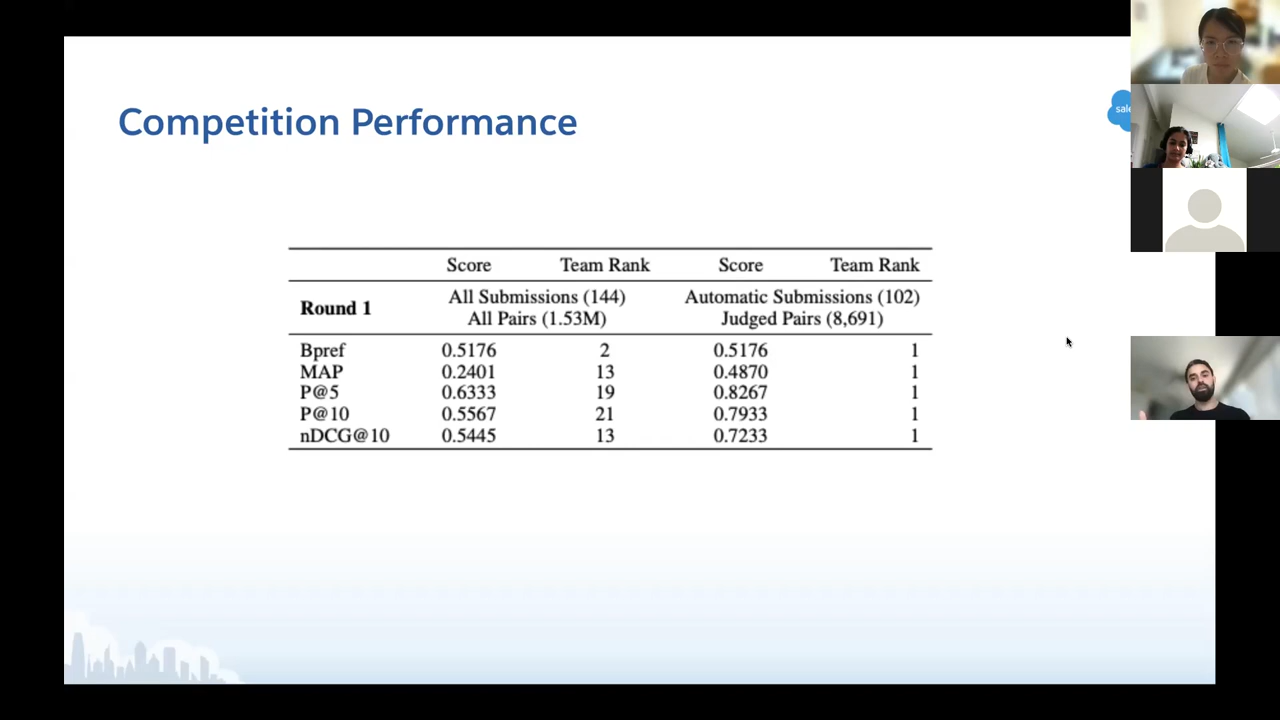 Competition Performance
sale
Score Team Rank Score Team Rank
Round 1
All Submissions (144) Automatic Submissions (102)
All Pairs (1.53M) Judged Pairs (8,691)
Bpref 0.5176 2 0.5176 1
MAP 0.2401 13 0.4870 1
P@5 0.6333 19 0.8267 1
P@10 0.5567 21 0.7933 1
nDCG@10 0.5445 13 0.7233 1